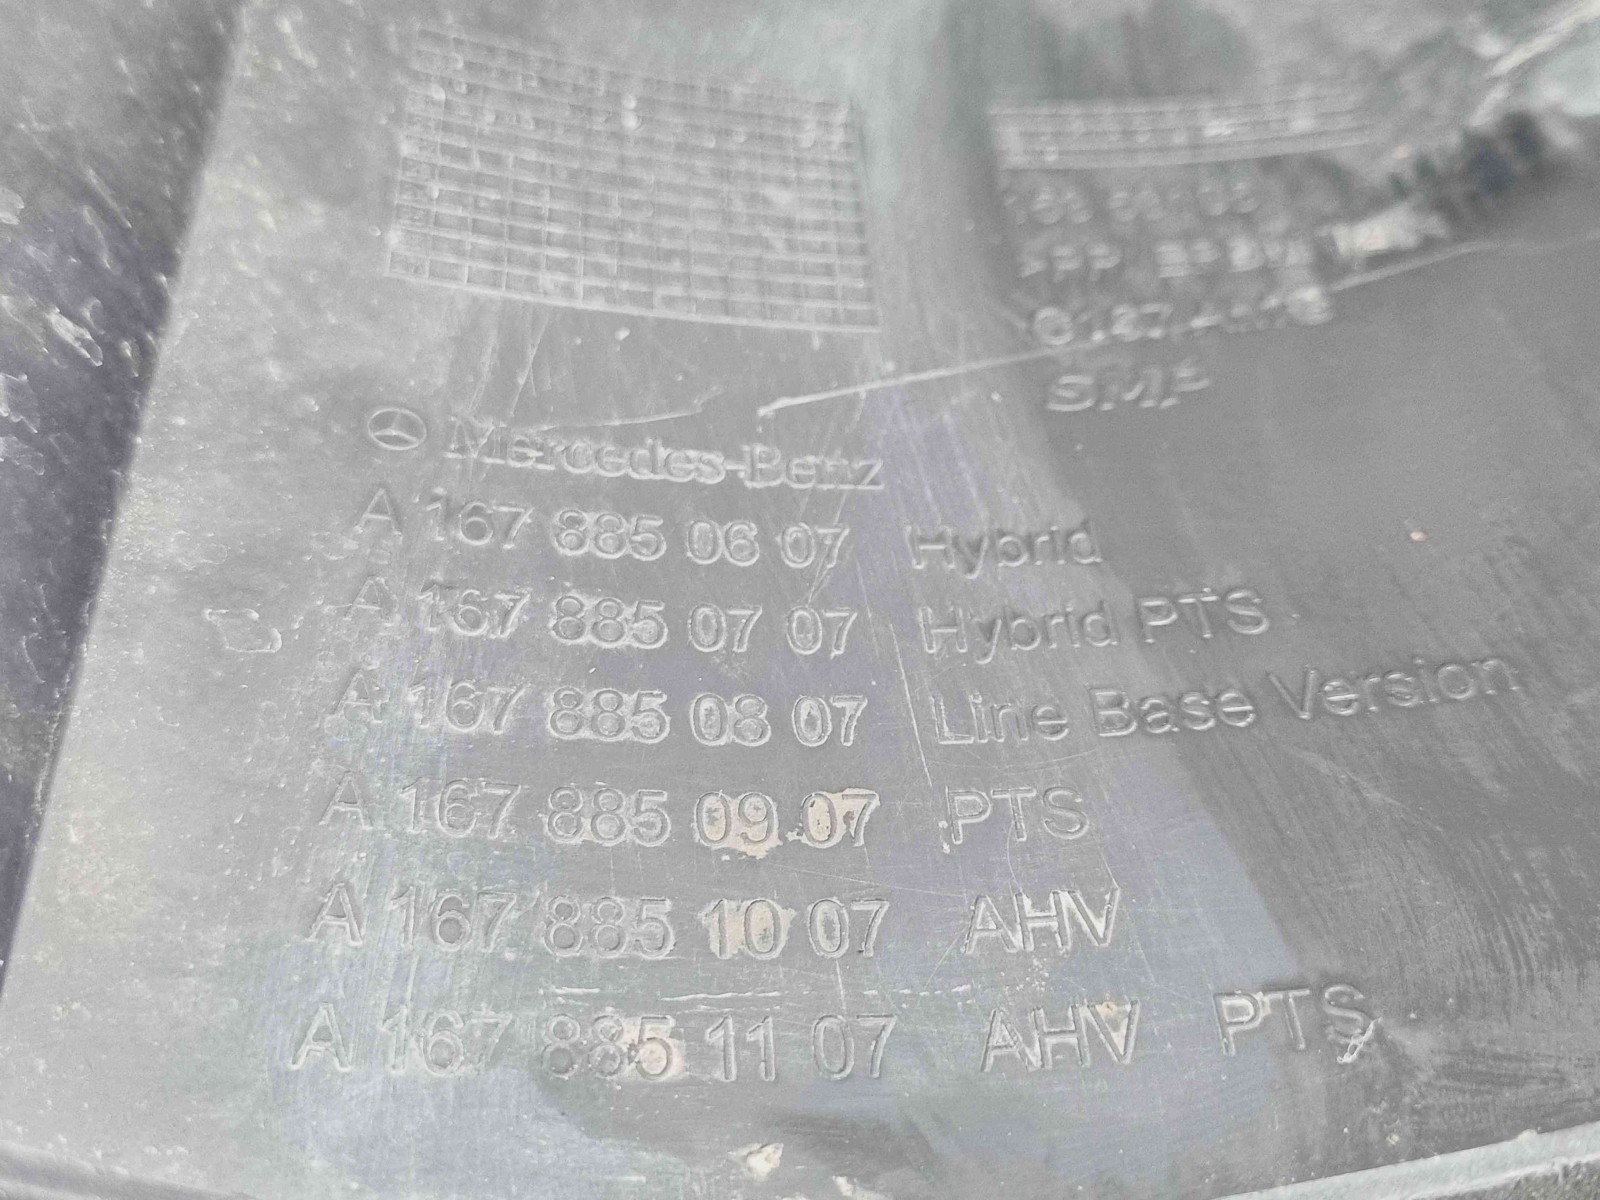 SMF
Mercedes-Benz
A 167 885 06 07 Hybrid
A 167 885 07 07 Hybrid PTS
A 167 885 08 07 Line Base Version
A 167 885 09 07 PTS
A 167 885 10 07 AHV
A 167 885 11 07 AHV PTS